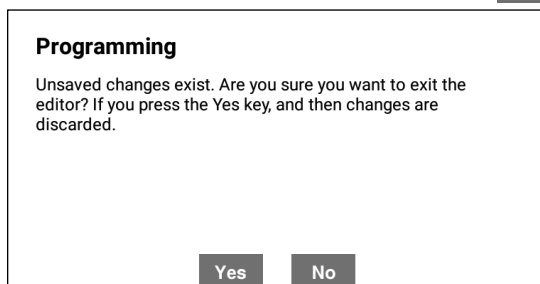 Programming
Unsaved changes exist. Are you sure you want to exit the
editor? If you press the Yes key, and then changes are
discarded.
Yes No